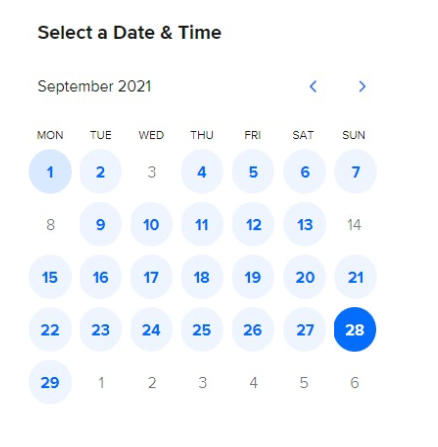 Select a Date & Time
September 2021
MON TUE WED THU FRI SAT SUN
1 2 3 4 5 6 7
8 9 10 11 12 13 14
15 16 17 18 19 20 21
22 23 24 25 26 27 28
29 1 2 3 4 5 6